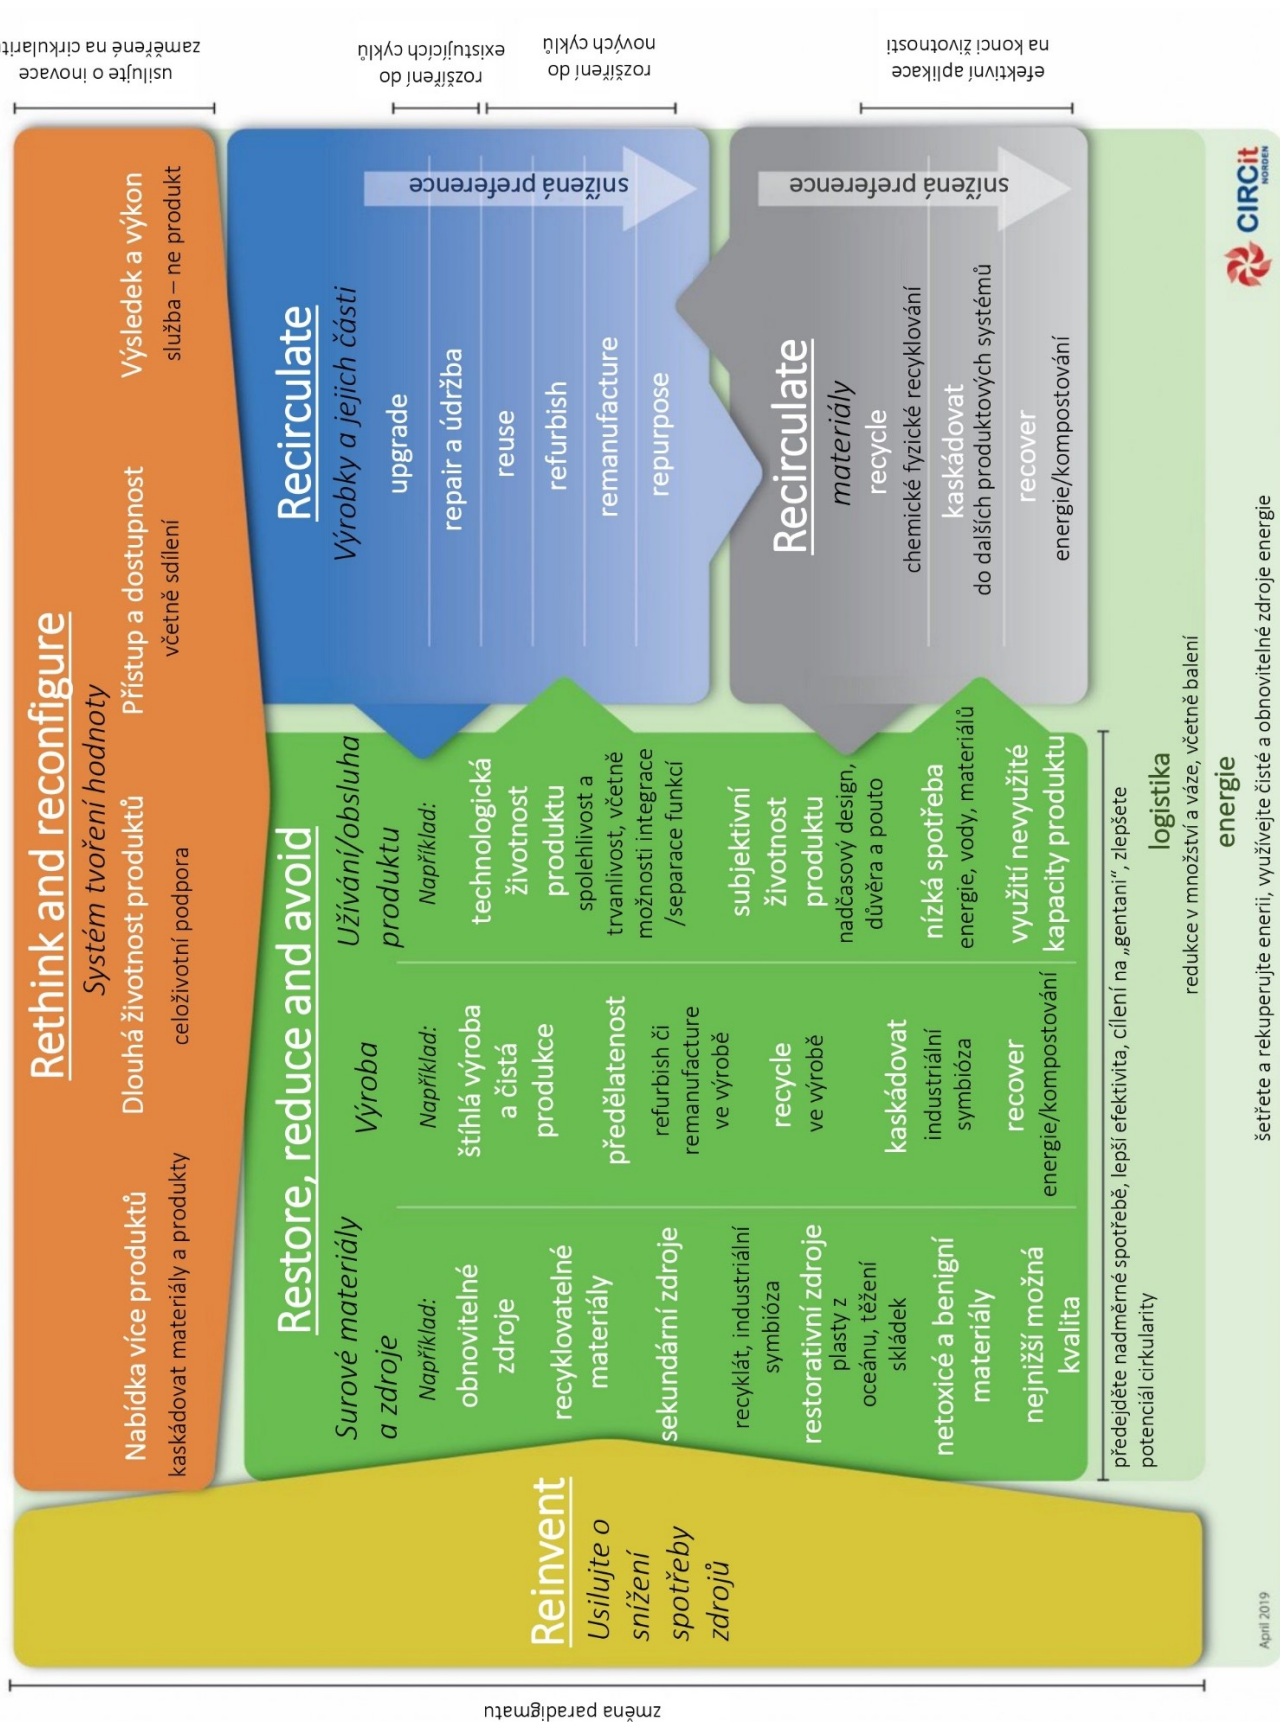 změna paradigmatu
Reinvent
Usilujte o
snížení
spotřeby
zdrojů
Rethink and reconfigure
Systém tvoření hodnoty
Nabídka více produktů
kaskádovat materiály a produkty
Dlouhá životnost produktů
celoživotní podpora
Přístup a dostupnost
včetně sdílení
Výsledek a výkon
služba – ne produkt
usilujte o inovace
zaměřené na cirkularitu
Restore, reduce and avoid
Surové materiály
a zdroje
Například:
obnovitelné
zdroje
recyklovatelné
materiály
sekundární zdroje
recyklát, industriální
symbióza
restorativní zdroje
plasty z
oceánu, těžení
skládek
netoxicé a benigní
materiály
nejnižší možná
kvalita
Výroba
Například:
štíhlá výroba
a čistá
produkce
předělatenost
refurbish či
remanufacture
ve výrobě
recycle
ve výrobě
kaskádovat
industriální
symbióza
recover
energie/kompostování
Užívání/obsluha
produktu
Například:
technologická
životnost
produktu
spolehlivost a
trvanlivost, včetně
možnosti integrace
/separace funkcí
subjektivní
životnost
produktu
nadčasový design,
důvěra a pouto
nízká spotřeba
energie, vody, materiálů
využití nevyužité
kapacity produktu
Recirculate
Výrobky a jejich části
upgrade
repair a údržba
reuse
refurbish
remanufacture
repurpose
snížená preference
rozšíření do
existujících cyklů
rozšíření do
nových cyklů
Recirculate
materiály
recycle
chemické fyzické recyklování
kaskádovat
do dalších produktových systémů
recover
energie/kompostování
snížená preference
efektivní aplikace
na konci životnosti
předejděte nadměrné spotřebě, lepší efektivita, cílení na „gentani“, zlepšete
potenciál cirkularity
logistika
redukce v množství a váze, včetně balení
energie
šetřete a rekuperujte enerii, využívejte čisté a obnovitelné zdroje energie
April 2019
CIRCit
NORDEN